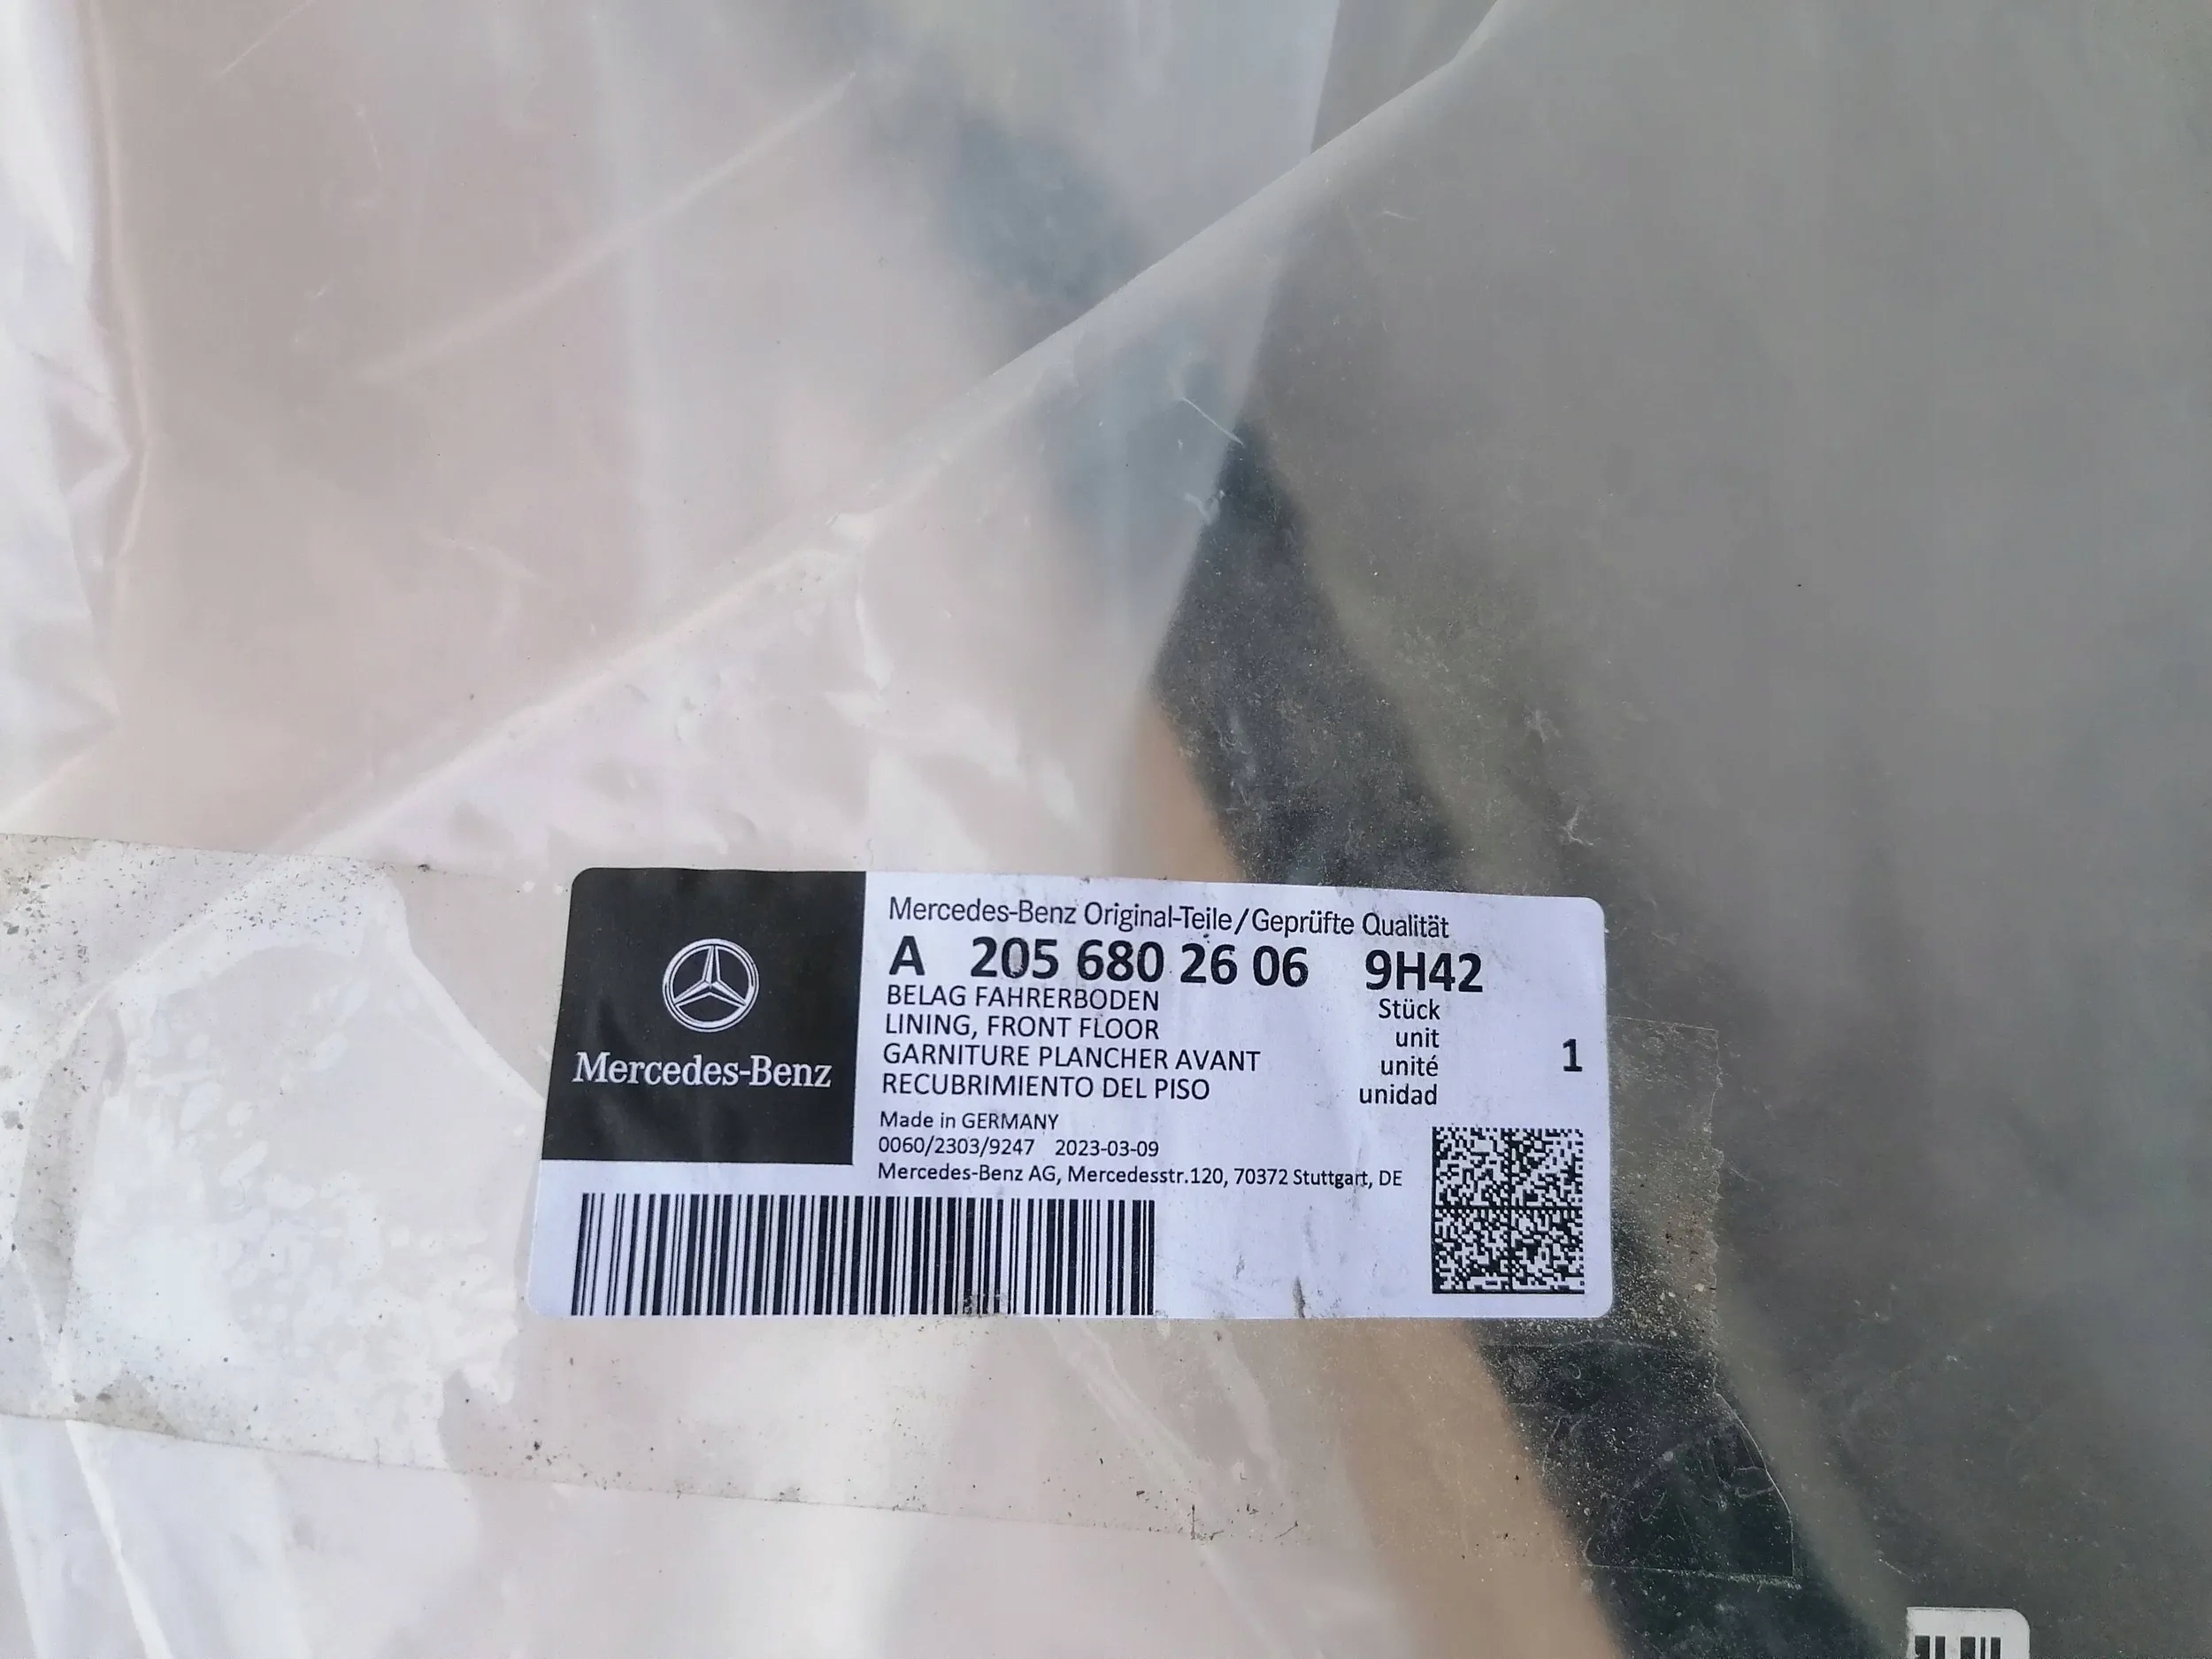 Mercedes-Benz
Mercedes-Benz Original-Teile/Geprüfte Qualität
A 205 680 26 06 9H42
BELAG FAHRERBODEN
LINING, FRONT FLOOR
GARNITURE PLANCHER AVANT
RECUBRIMIENTO DEL PISO
Stück
unit
unité
unidad
1
Made in GERMANY
0060/2303/9247 2023-03-09
Mercedes-Benz AG, Mercedesstr.120, 70372 Stuttgart, DE